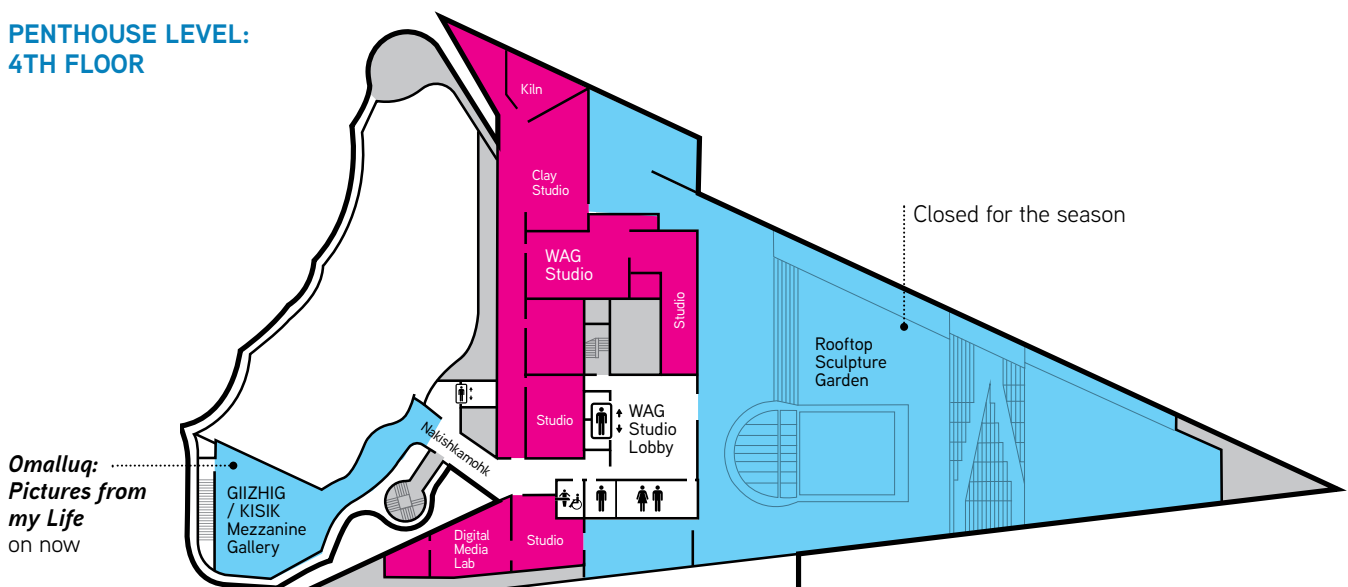 PENTHOUSE LEVEL:
4TH FLOOR
Kiln
Clay
Studio
WAG
Studio
Studio
Closed for the season
Rooftop
Sculpture
Garden
Studio
WAG
Studio
Lobby
Nakishkamohk
Omalluq:
Pictures from
my Life
on now
GIIZHIG
/ KISIK
Mezzanine
Gallery
Digital
Media
Lab
Studio